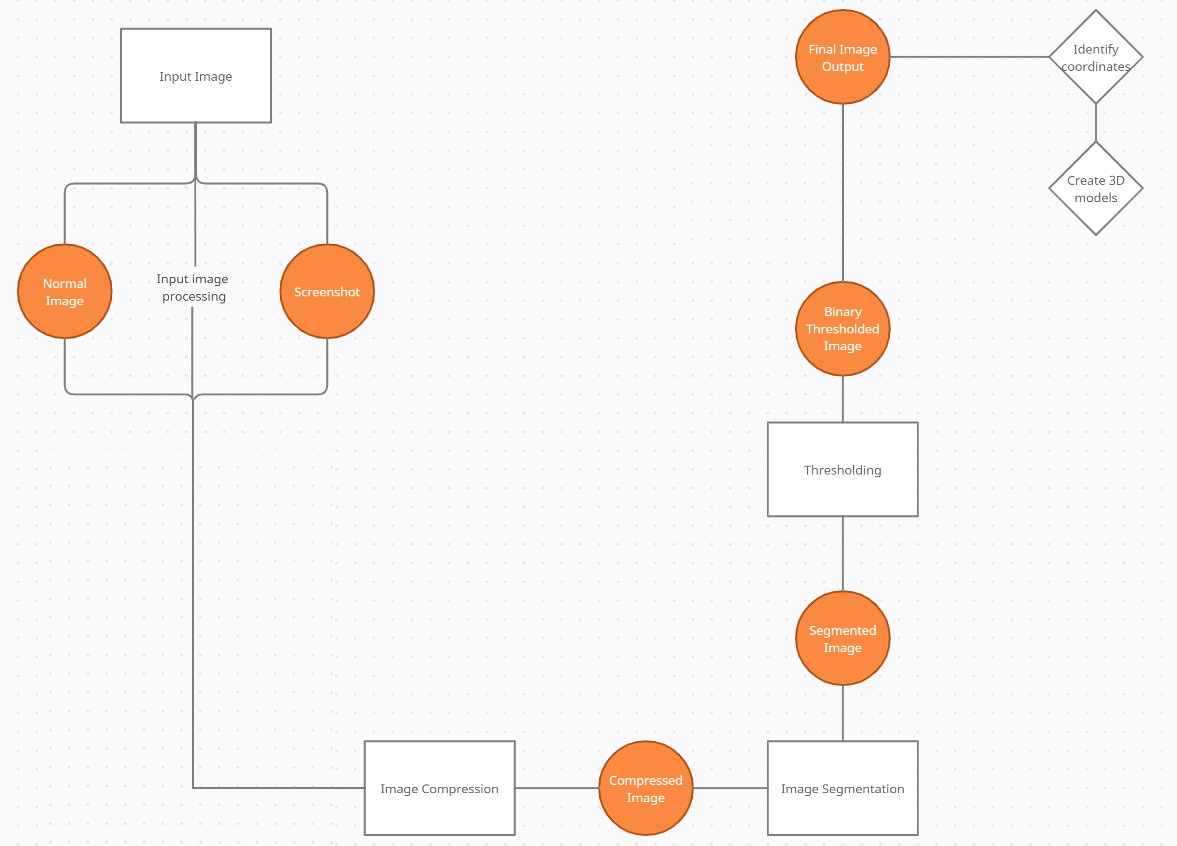 Input Image
Normal
Image
Input image
processing
Screenshot
Image Compression
Compressed
Image
Image Segmentation
Segmented
Image
Thresholding
Binary
Thresholded
Image
Final Image
Output
Identify
coordinates
Create 3D
models